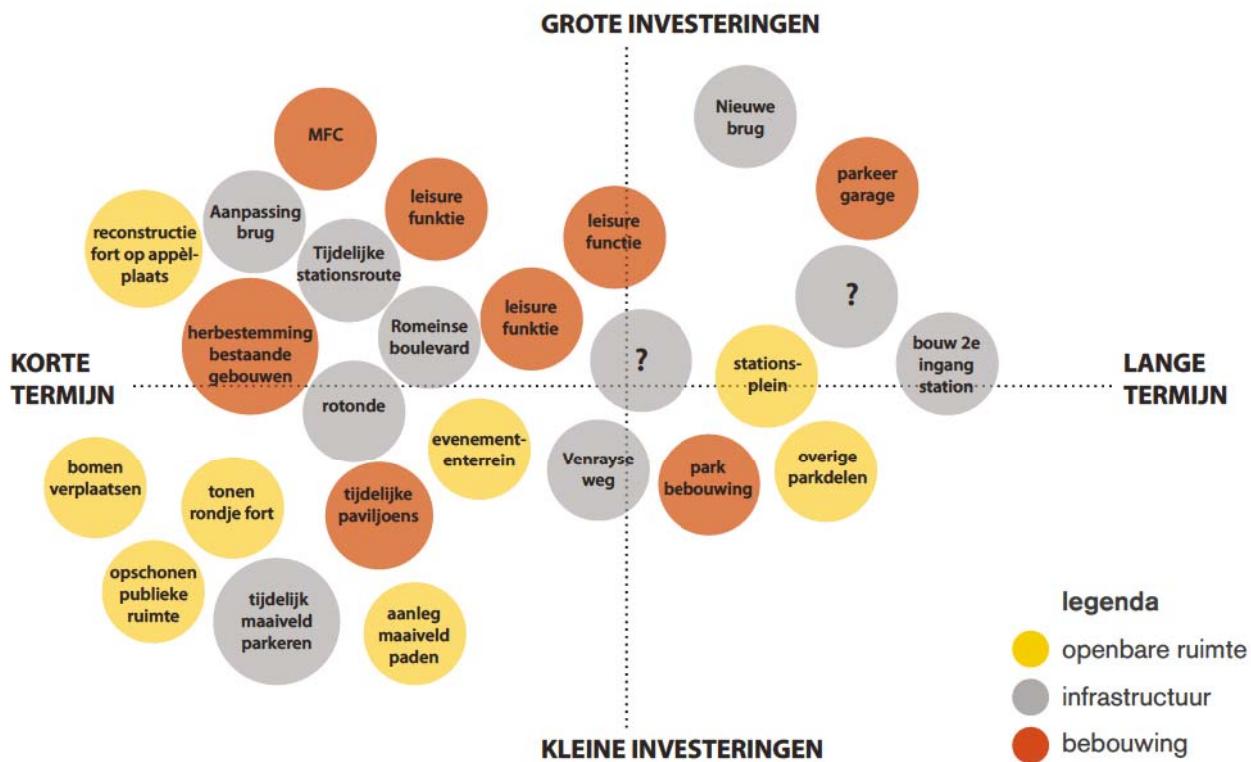 GROTE INVESTERINGEN
Nieuwe
brug
MFC
parkeer
garage
leisure
funktie
Aanpassing
brug
leisure
functie
reconstructie
fort op appèl-
plaats
Tijdelijke
stationsroute
?
leisure
funktie
Romeinse
boulevard
herbestemming
bestaande
gebouwen
?
stations-
plein
bouw 2e
ingang
station
KORTE
TERMIJN
LANGE
TERMIJN
rotonde
evenement-
enterrein
Venrayse
weg
park
bebouwing
overige
parkdelen
bomen
verplaatsen
tonen
rondje fort
tijdelijke
paviljoens
opschonen
publieke
ruimte
tijdelijk
maaiveld
parkeren
aanleg
maaiveld
paden
legenda
openbare ruimte
infrastructuur
bebouwing
KLEINE INVESTERINGEN